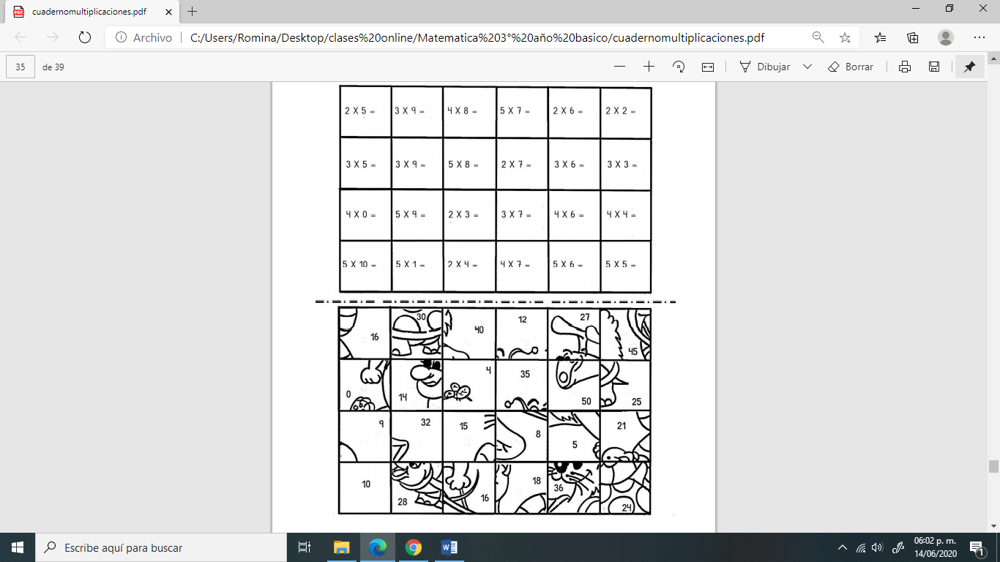 cuadernomultiplicaciones.pdf
Archivo C:/Users/Romina/Desktop/clases%20online/Matematica%203°%20año%20basico/cuadernomultiplicaciones.pdf
35 de 39 Dibujar Borrar
2 X 5 = 3 X 9 = 4 X 8 = 5 X 7 = 2 X 6 = 2 X 2 =
3 X 5 = 3 X 9 = 5 X 8 = 2 X 7 = 3 X 6 = 3 X 3 =
4 X 0 = 5 X 9 = 2 X 3 = 3 X 7 = 4 X 6 = 4 X 4 =
5 X 10 = 5 X 1 = 2 X 4 = 4 X 7 = 5 X 6 = 5 X 5 =
16 30 40 12 27 45
0 14 4 35 50 25
9 32 15 8 5 21
10 28 16 18 36 24
Escribe aquí para buscar
06:02 p. m.
14/06/2020
1